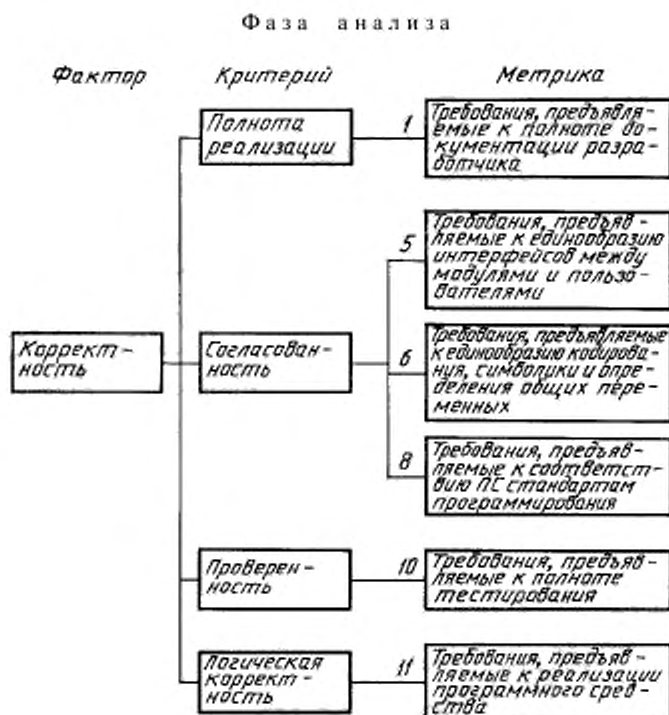 Фаза анализа
Фактор Критерий Метрика
Полнота
реализации
1
Требования, предъявля-
емые к полноте до-
кументации разра-
ботчика
5
Требования, предъяв-
ляемые к единообразию
интерфейсов между
модулями и пользо-
вателями
Коррект-
ность
Согласован-
ность
6
Требования, предъявляемые
к единообразию кодирова-
ния, символики и опре-
деления общих пере-
менных
8
Требования, предъяв-
ляемые к соответст-
вию ПС стандартам
программирования
Проверен-
ность
10
Требования, предъяв-
ляемые к полноте
тестирования
Логическая
коррект-
ность
11
Требования, предъяв-
ляемые к реализации
программного сред-
ства